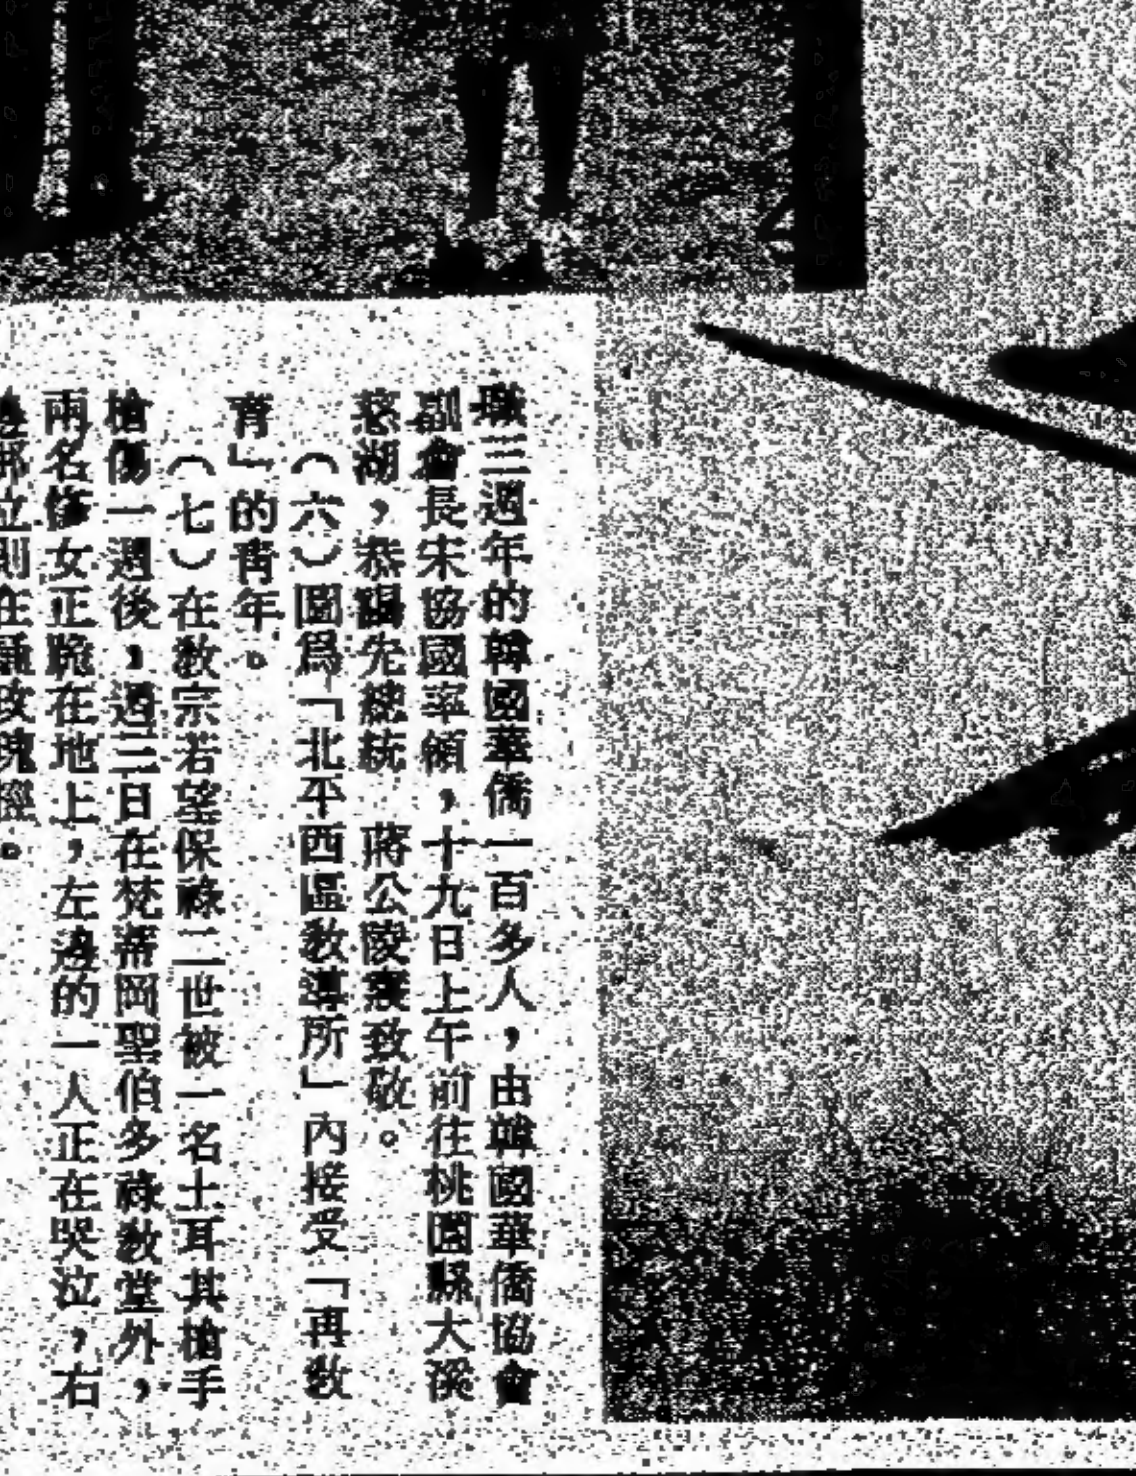 職三週年的韓國華僑一百多人，由韓國華僑協會
副會長宋協國率領，十九日上午前往桃園縣大溪
慈湖，恭謁先總統　蔣公陵寢致敬。
（六）圖爲「北平西區教導所」內接受「再敎
育」的靑年。
（七）在敎宗若望保祿二世被一名土耳其槍手
槍傷一週後，週三日在梵蒂岡聖伯多祿敎堂外，
兩名修女正跪在地上，左邊的一人正在哭泣，右
邊那位則在